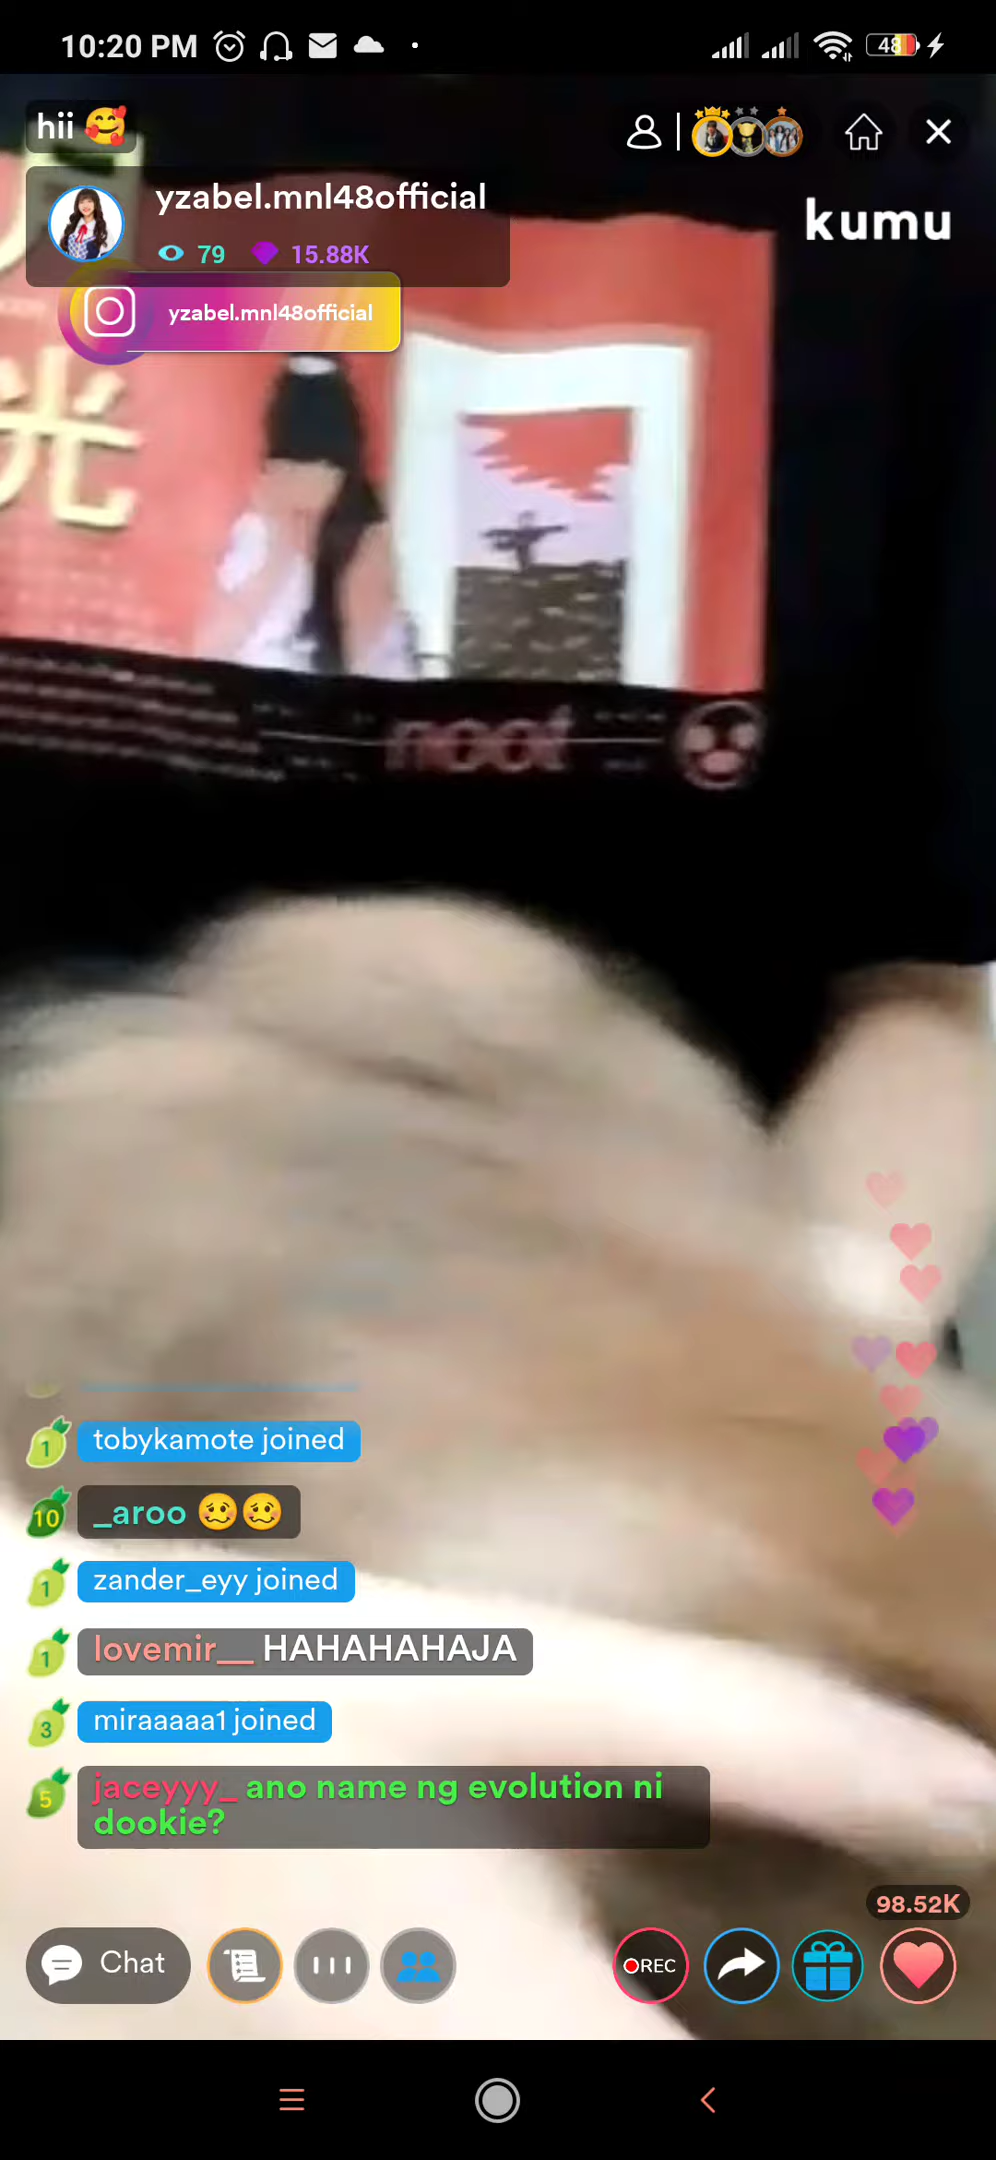 10:20 PM
48
hii 🥰
yzabel.mnl48official
79 15.88K
kumu
yzabel.mnl48official
光
noot
tobykamote joined
1
_aroo 🥴🥴
10
zander_eyy joined
1
lovemir__ HAHAHAHAJA
1
miraaaaa1 joined
3
jaceyyy_ ano name ng evolution ni
dookie?
5
98.52K
Chat
REC